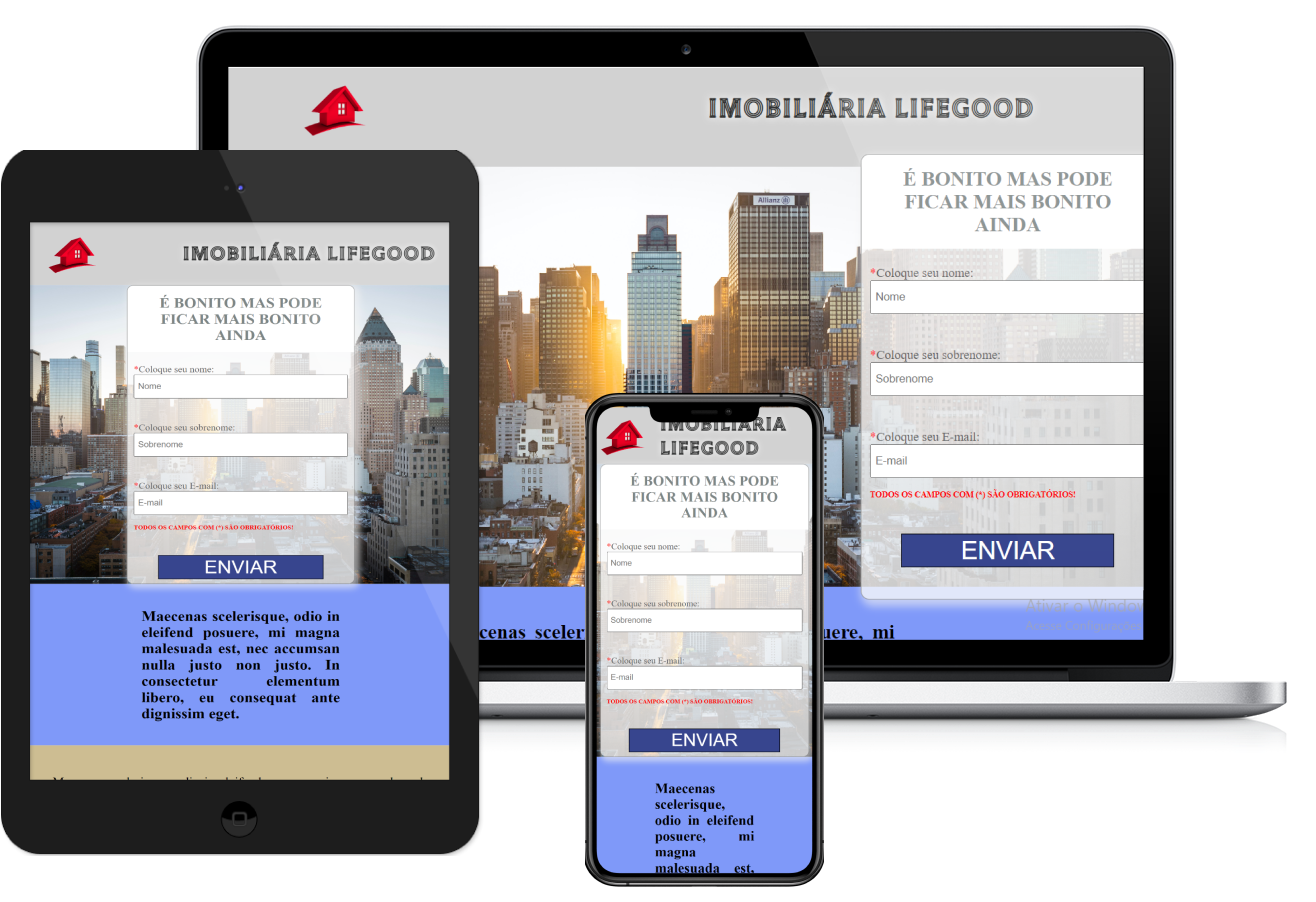 IMOBILIÁRIA LIFEGOOD
Allianz
É BONITO MAS PODE
FICAR MAIS BONITO
AINDA
*Coloque seu nome:
Nome
*Coloque seu sobrenome:
Sobrenome
*Coloque seu E-mail:
E-mail
TODOS OS CAMPOS COM (*) SÃO OBRIGATÓRIOS!
ENVIAR
Ativar o Window
Acesse Configurações
cenas sceler
uere, mi
IMOBILIÁRIA LIFEGOOD
É BONITO MAS PODE
FICAR MAIS BONITO
AINDA
*Coloque seu nome:
Nome
*Coloque seu sobrenome:
Sobrenome
*Coloque seu E-mail:
E-mail
TODOS OS CAMPOS COM (*) SÃO OBRIGATÓRIOS!
ENVIAR
Maecenas scelerisque, odio in
eleifend posuere, mi magna
malesuada est, nec accumsan
nulla justo non justo. In
consectetur elementum
libero, eu consequat ante
dignissim eget.
IMOBILIÁRIA
LIFEGOOD
É BONITO MAS PODE
FICAR MAIS BONITO
AINDA
*Coloque seu nome:
Nome
*Coloque seu sobrenome:
Sobrenome
*Coloque seu E-mail:
E-mail
TODOS OS CAMPOS COM (*) SÃO OBRIGATÓRIOS!
ENVIAR
Maecenas
scelerisque,
odio in eleifend
posuere, mi
magna
malesuada est,